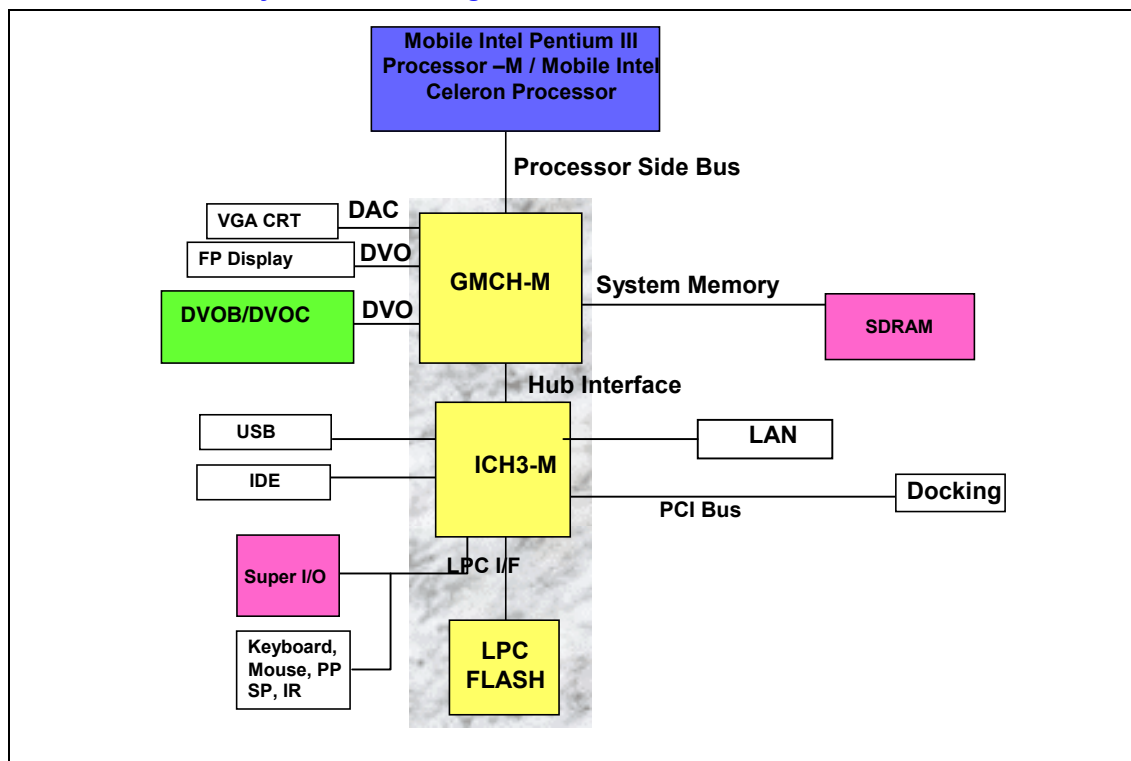 Mobile Intel Pentium III
Processor –M / Mobile Intel
Celeron Processor
Processor Side Bus
DAC
VGA CRT
DVO
FP Display
GMCH-M
System Memory
DVOB/DVOC
DVO
SDRAM
Hub Interface
USB
LAN
ICH3-M
IDE
Docking
PCI Bus
LPC I/F
Super I/O
Keyboard,
Mouse, PP
SP, IR
LPC
FLASH